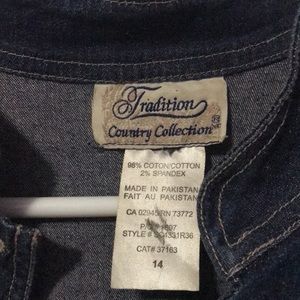 Tradition
Country Collection
®
98% COTON/COTTON
2% SPANDEX
MADE IN PAKISTAN
FAIT AU PAKISTAN
CA 02945 RN 73772
STYLE #
CAT# 37163
14